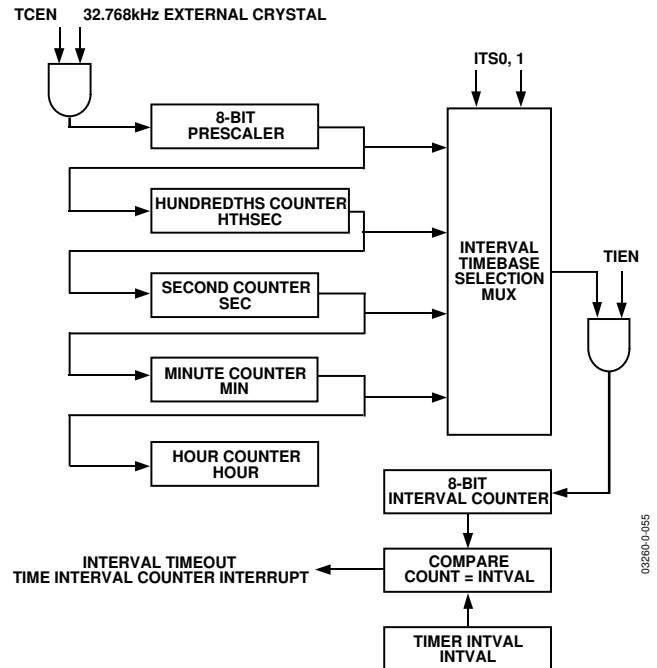 TCEN 32.768kHz EXTERNAL CRYSTAL
ITS0, 1
8-BIT
PRESCALER
HUNDREDTHS COUNTER
HTHSEC
INTERVAL
TIMEBASE
SELECTION
MUX
TIEN
SECOND COUNTER
SEC
MINUTE COUNTER
MIN
HOUR COUNTER
HOUR
8-BIT
INTERVAL COUNTER
INTERVAL TIMEOUT
TIME INTERVAL COUNTER INTERRUPT
COMPARE
COUNT = INTVAL
TIMER INTVAL
INTVAL
03260-0-055